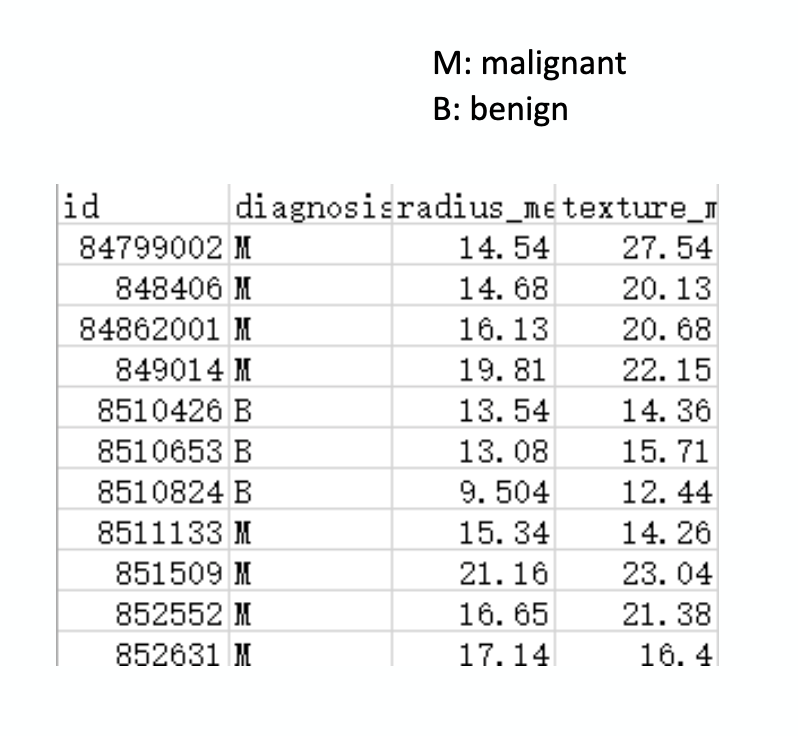 M: malignant
B: benign
id diagnosis radius_me texture_m
84799002 M 14.54 27.54
848406 M 14.68 20.13
84862001 M 16.13 20.68
849014 M 19.81 22.15
8510426 B 13.54 14.36
8510653 B 13.08 15.71
8510824 B 9.504 12.44
8511133 M 15.34 14.26
851509 M 21.16 23.04
852552 M 16.65 21.38
852631 M 17.14 16.4